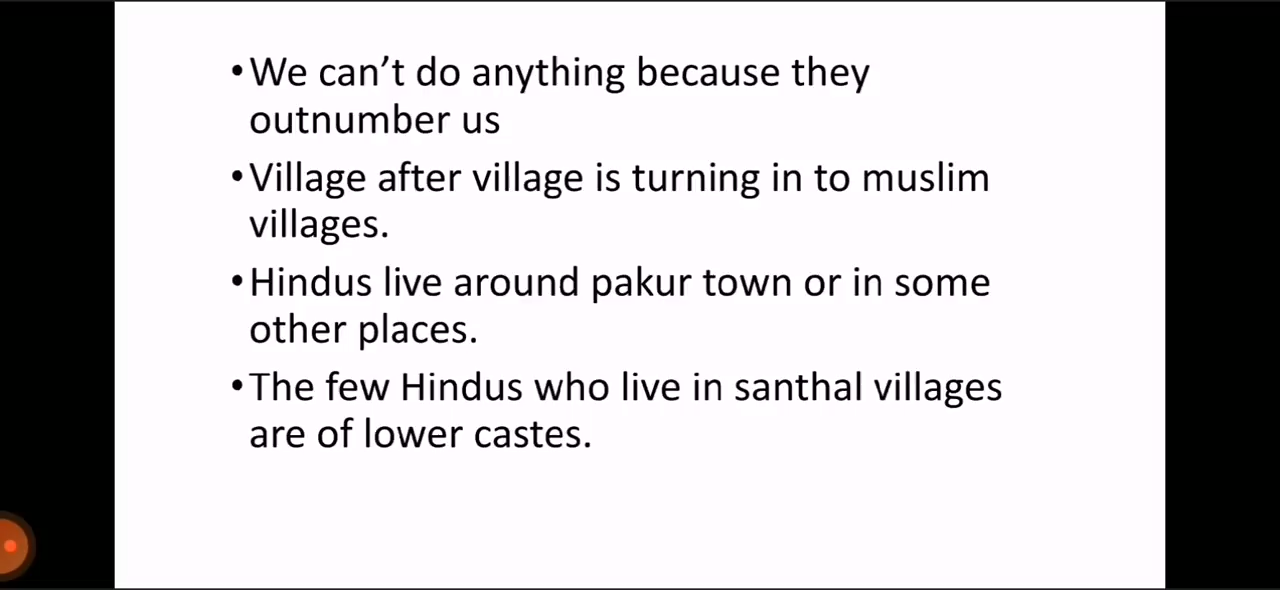 •We can't do anything because they
outnumber us
•Village after village is turning in to muslim
villages.
•Hindus live around pakur town or in some
other places.
•The few Hindus who live in santhal villages
are of lower castes.